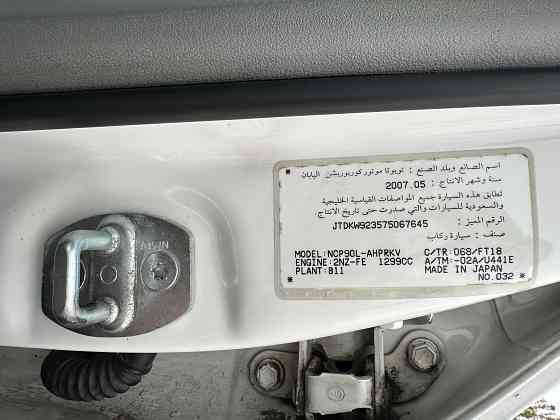 اسم الصانع وبلد الصنع : تويوتا موتور كوربوريشن اليابان
سنة وشهر الانتاج : 2007.05
تطابق هذه السيارة جميع المواصفات القياسية الخليجية
والسعودية للسيارات والتي صدرت حتى تاريخ الانتاج
الرقم المميز : JTDKW923575067645
صنف : سيارة ركاب
MODEL:NCP90L-AHPRKV C/TR:068/FT18
ENGINE:2NZ-FE 1299CC A/TM:-02A/U441E
PLANT:B11 MADE IN JAPAN
NO.032
AISIN